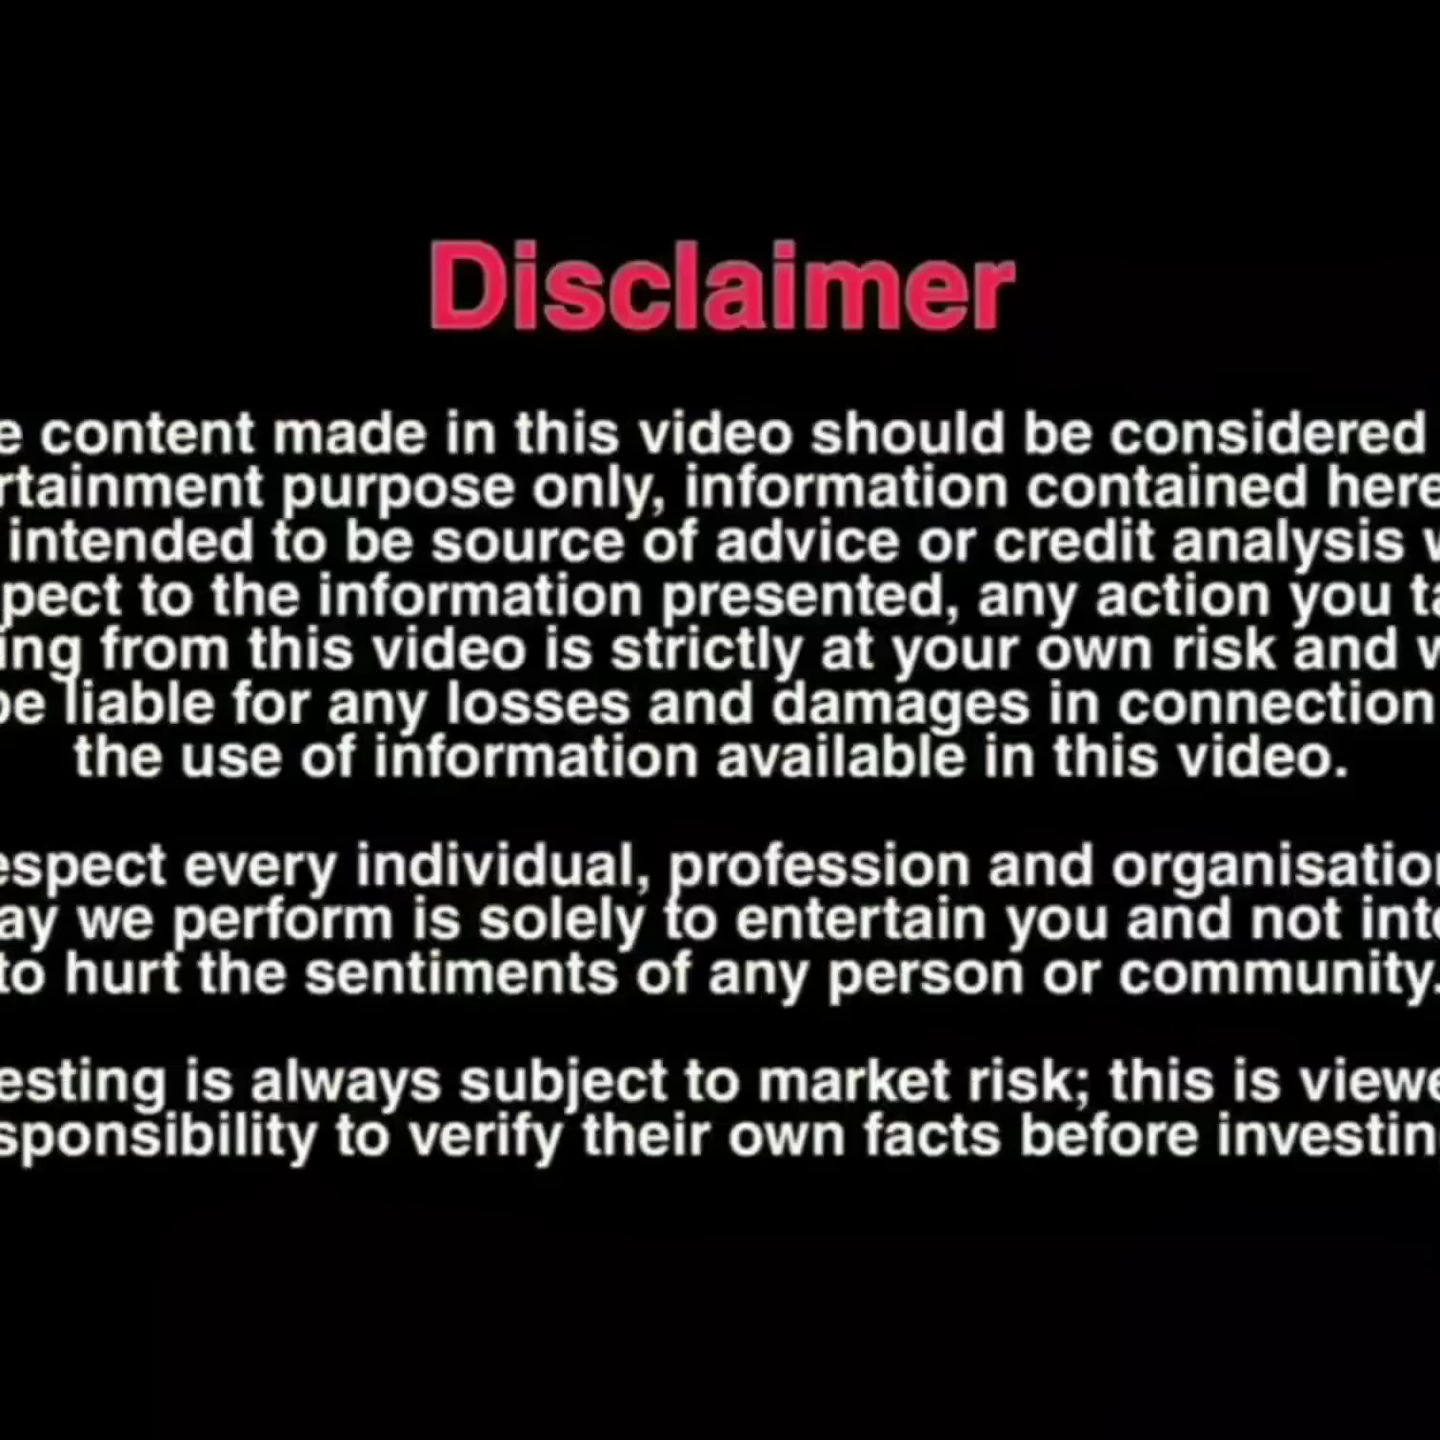 Disclaimer
e content made in this video should be considered
rtainment purpose only, information contained here
intended to be source of advice or credit analysis w
pect to the information presented, any action you ta
ing from this video is strictly at your own risk and w
be liable for any losses and damages in connection
the use of information available in this video.
espect every individual, profession and organisation
ay we perform is solely to entertain you and not inte
to hurt the sentiments of any person or community.
esting is always subject to market risk; this is viewe
sponsibility to verify their own facts before investin